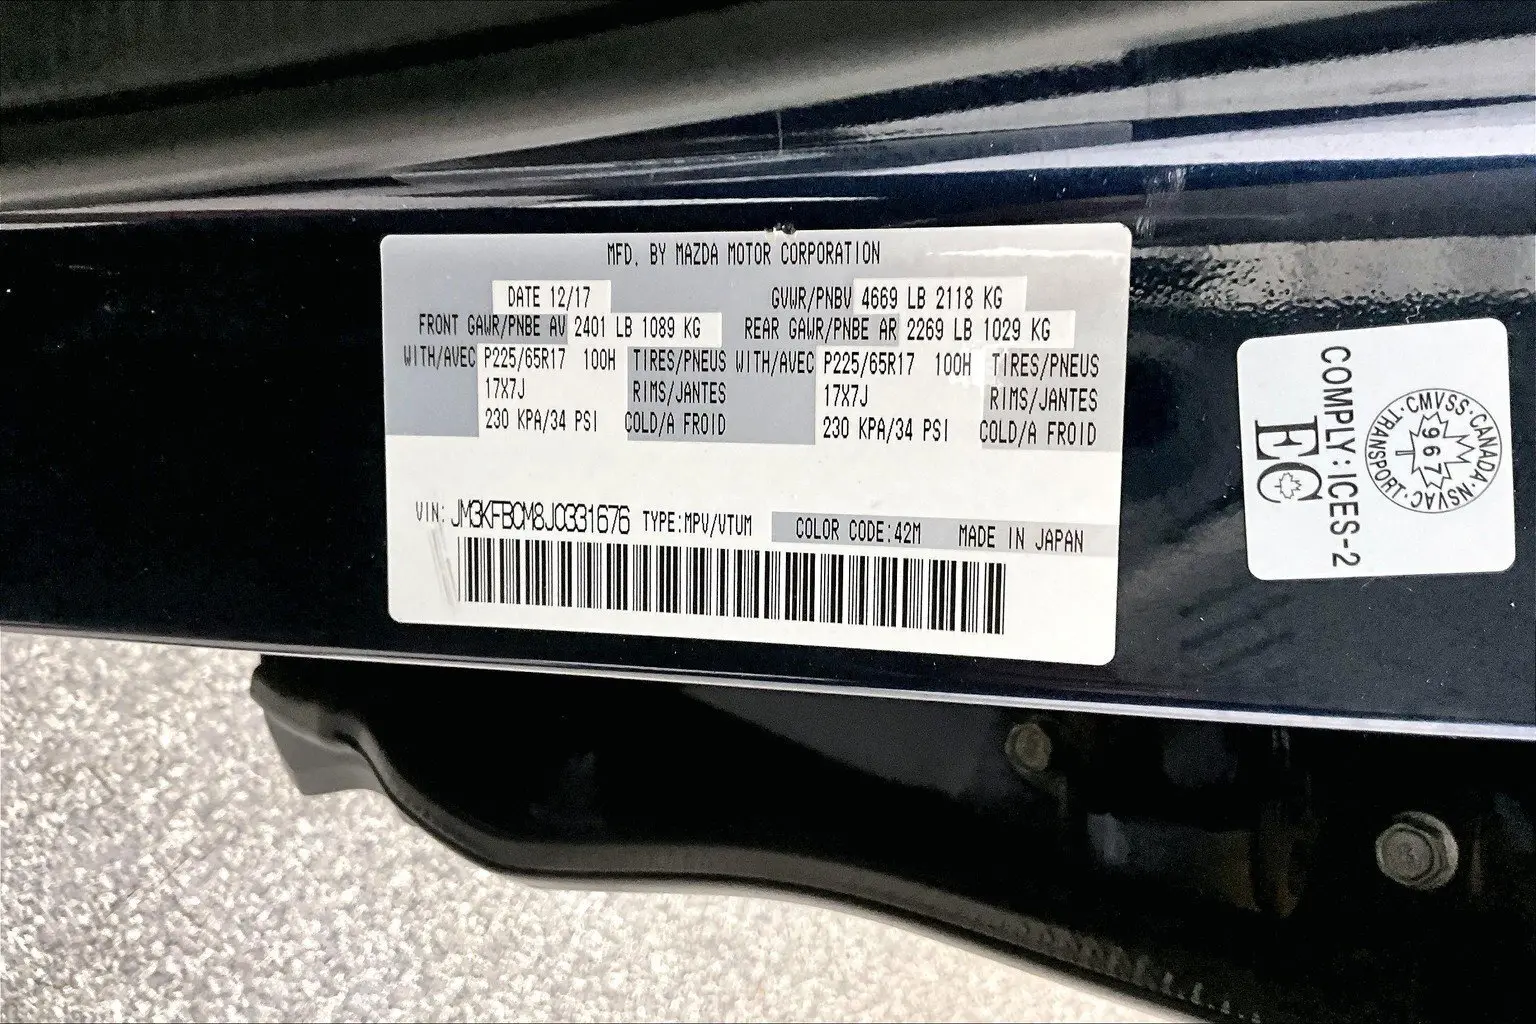 MFD. BY MAZDA MOTOR CORPORATION
DATE 12/17 GVWR/PNBV 4669 LB 2118 KG
FRONT GAWR/PNBE AV 2401 LB 1089 KG REAR GAWR/PNBE AR 2269 LB 1029 KG
WITH/AVEC P225/65R17 100H TIRES/PNEUS WITH/AVEC P225/65R17 100H TIRES/PNEUS
17X7J RIMS/JANTES 17X7J RIMS/JANTES
230 KPA/34 PSI COLD/A FROID 230 KPA/34 PSI COLD/A FROID
VIN: JM3KFBCM8J0331676 TYPE:MPV/VTUM COLOR CODE:42M MADE IN JAPAN
CMVSS·CANADA·NSVAC·TRANSPORT·
967
T
COMPLY:ICES-2
EC